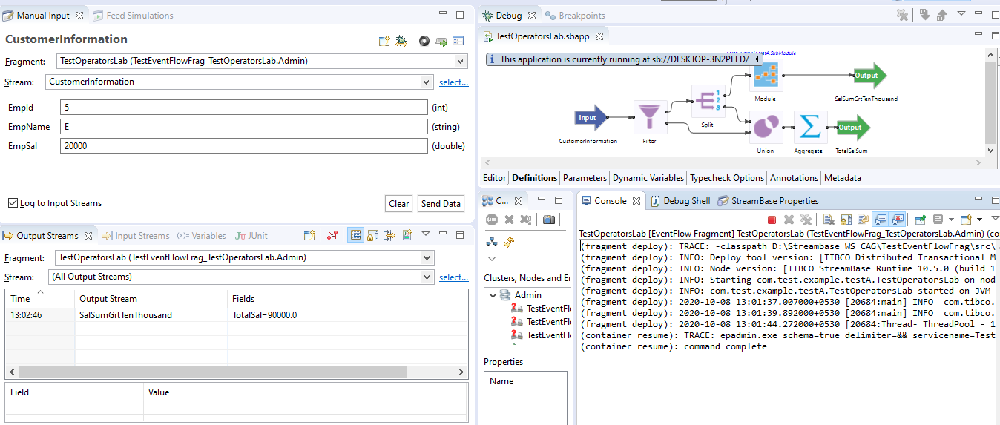 Manual Input
Feed Simulations
CustomerInformation
Fragment: TestOperatorsLab (TestEventFlowFrag_TestOperatorsLab.Admin)
Stream: CustomerInformation select...
EmpId 5 (int)
EmpName E (string)
EmpSal 20000 (double)
Log to Input Streams
Clear
Send Data
Output Streams
Input Streams
(x)= Variables
Ju JUnit
Fragment: TestOperatorsLab (TestEventFlowFrag_TestOperatorsLab.Admin)
Stream: (All Output Streams) select...
Time Output Stream Fields
13:02:46 SalSumGrtTenThousand TotalSal=90000.0
Field Value
Debug
Breakpoints
TestOperatorsLab.sbapp
This application is currently running at sb://DESKTOP-3N2PEFD/
Input
CustomerInformation
Filter
1
2
3
Split
Module
Output
SalSumGrtTenThousand
Union
Aggregate
Output
TotalSalSum
Editor Definitions Parameters Dynamic Variables Typecheck Options Annotations Metadata
C...
STOP
Clusters, Nodes and En
Admin
TestEventFl
TestEventFl
TestEventFl
Properties
Name
Console
Debug Shell
StreamBase Properties
TestOperatorsLab [EventFlow Fragment] TestOperatorsLab (TestEventFlowFrag_TestOperatorsLab.Admin) (co
(fragment deploy): TRACE: -classpath D:\Streambase_WS_CAG\TestEventFlowFrag\src\
(fragment deploy): INFO: Deploy tool version: [TIBCO Distributed Transactional M
(fragment deploy): INFO: Node version: [TIBCO StreamBase Runtime 10.5.0 (build 1
(fragment deploy): INFO: Starting com.test.example.testA.TestOperatorsLab on nod
(fragment deploy): INFO: com.test.example.testA.TestOperatorsLab started on JVM
(fragment deploy): 2020-10-08 13:01:37.007000+0530 [20684:main] INFO com.tibco.
(fragment deploy): 2020-10-08 13:01:39.892000+0530 [20684:main] INFO com.tibco.
(fragment deploy): 2020-10-08 13:01:44.272000+0530 [20684:Thread- ThreadPool - 1
(container resume): TRACE: epadmin.exe schema=true delimiter=&& servicename=Test
(container resume): command complete